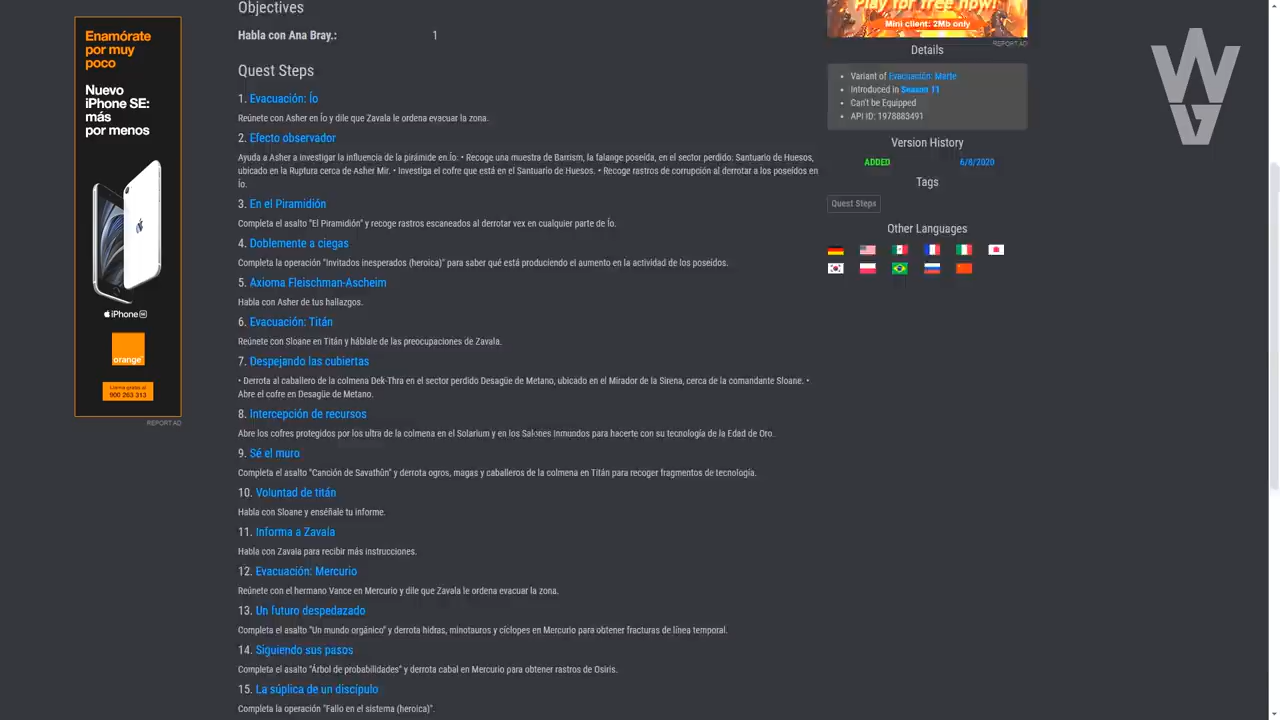 Enamórate
por muy
poco
Nuevo
iPhone SE:
más
por menos
iPhone SE
orange
Llama gratis al
900 263 313
REPORT AD
Objectives
Habla con Ana Bray.: 1
Quest Steps
1. Evacuación: Ío
Reúnete con Asher en Ío y dile que Zavala le ordena evacuar la zona.
2. Efecto observador
Ayuda a Asher a investigar la influencia de la pirámide en Ío: • Recoge una muestra de Barrism, la falange poseída, en el sector perdido: Santuario de Huesos,
ubicado en la Ruptura cerca de Asher Mir. • Investiga el cofre que está en el Santuario de Huesos. • Recoge rastros de corrupción al derrotar a los poseídos en
Ío.
3. En el Piramidión
Completa el asalto "El Piramidión" y recoge rastros escaneados al derrotar vex en cualquier parte de Ío.
4. Doblemente a ciegas
Completa la operación "Invitados inesperados (heroica)" para saber qué está produciendo el aumento en la actividad de los poseídos.
5. Axioma Fleischman-Ascheim
Habla con Asher de tus hallazgos.
6. Evacuación: Titán
Reúnete con Sloane en Titán y háblale de las preocupaciones de Zavala.
7. Despejando las cubiertas
• Derrota al caballero de la colmena Dek-Thra en el sector perdido Desagüe de Metano, ubicado en el Mirador de la Sirena, cerca de la comandante Sloane. •
Abre el cofre en Desagüe de Metano.
8. Intercepción de recursos
Abre los cofres protegidos por los ultra de la colmena en el Solarium y en los Salones Inmundos para hacerte con su tecnología de la Edad de Oro.
9. Sé el muro
Completa el asalto "Canción de Savathûn" y derrota ogros, magas y caballeros de la colmena en Titán para recoger fragmentos de tecnología.
10. Voluntad de titán
Habla con Sloane y enséñale tu informe.
11. Informa a Zavala
Habla con Zavala para recibir más instrucciones.
12. Evacuación: Mercurio
Reúnete con el hermano Vance en Mercurio y dile que Zavala le ordena evacuar la zona.
13. Un futuro despedazado
Completa el asalto "Un mundo orgánico" y derrota hidras, minotauros y cíclopes en Mercurio para obtener fracturas de línea temporal.
14. Siguiendo sus pasos
Completa el asalto "Árbol de probabilidades" y derrota cabal en Mercurio para obtener rastros de Osiris.
15. La súplica de un discípulo
Completa la operación "Fallo en el sistema (heroica)".
Play for free now!
Mini client: 2Mb only
REPORT AD
Details
• Variant of Evacuación: Marte
• Introduced in Season 11
• Can't be Equipped
• API ID: 1978883491
Version History
ADDED 6/8/2020
Tags
Quest Steps
Other Languages
WG